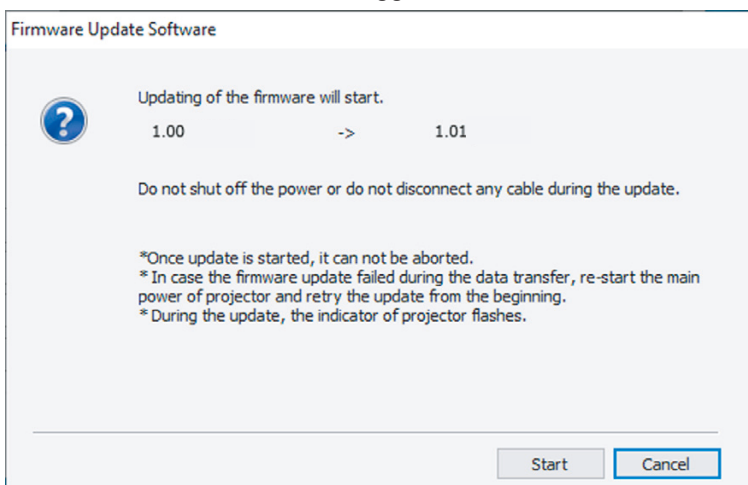 Firmware Update Software
Updating of the firmware will start.
1.00 -> 1.01
Do not shut off the power or do not disconnect any cable during the update.
*Once update is started, it can not be aborted.
* In case the firmware update failed during the data transfer, re-start the main
power of projector and retry the update from the beginning.
* During the update, the indicator of projector flashes.
Start Cancel